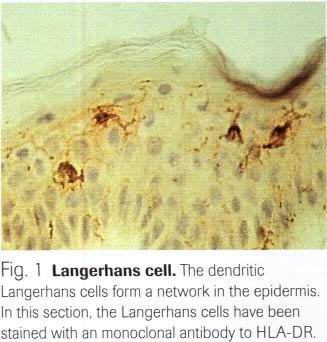 Fig. 1 Langerhans cell. The dendritic
Langerhans cells form a network in the epidermis.
In this section, the Langerhans cells have been
stained with an monoclonal antibody to HLA-DR.